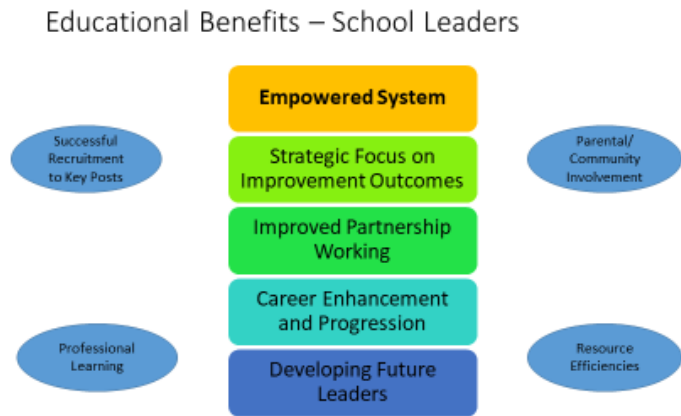 Educational Benefits – School Leaders
Empowered System
Successful
Recruitment
to Key Posts
Parental/
Community
Involvement
Strategic Focus on
Improvement Outcomes
Improved Partnership
Working
Career Enhancement
and Progression
Professional
Learning
Resource
Efficiencies
Developing Future
Leaders